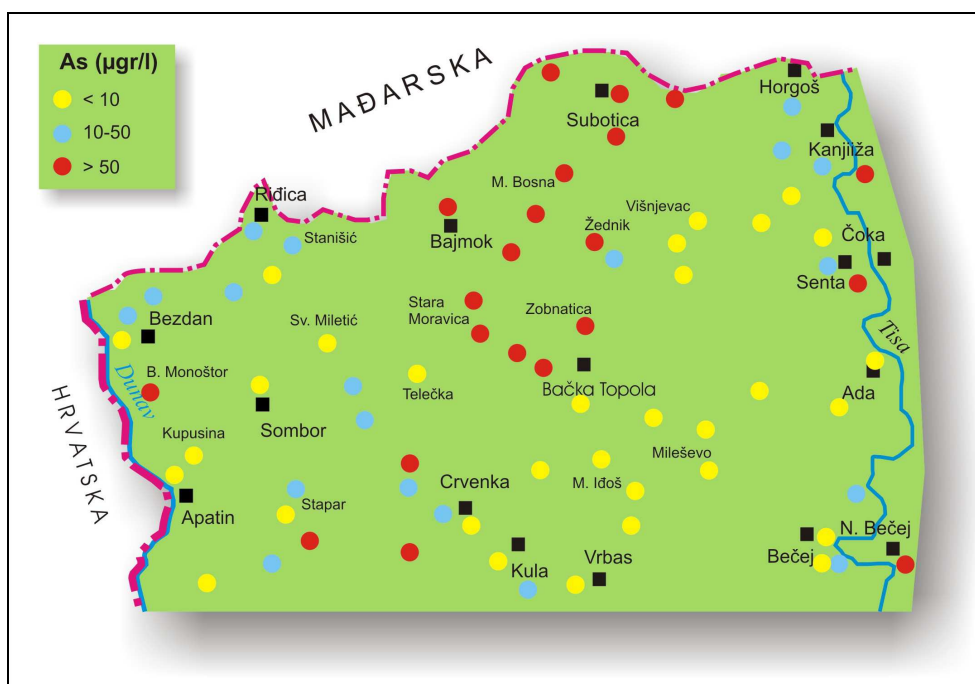 As (µgr/l)
< 10
10-50
> 50
MAĐARSKA
HRVATSKA
Horgoš
Subotica
Kanjilža
M. Bosna
Riđica
Višnjevac
Stanišić
Bajmok
Žednik
Čoka
Senta
Bezdan
Stara
Moravica
Zobnatica
Sv. Miletić
Tisa
Dunav
B. Monoštor
Telečka
Bačka Topola
Ada
Sombor
Kupusina
Mileševo
Crvenka
M. Iđoš
Apatin
Stapar
N. Bečej
Bečej
Kula
Vrbas